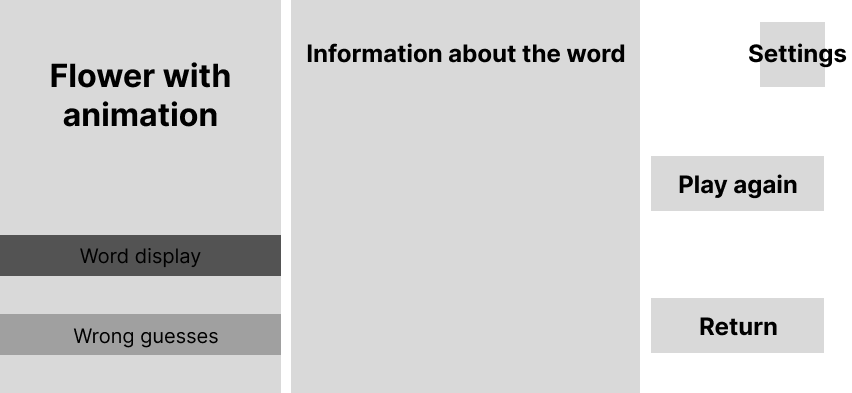 Flower with
animation
Word display
Wrong guesses
Information about the word
Settings
Play again
Return